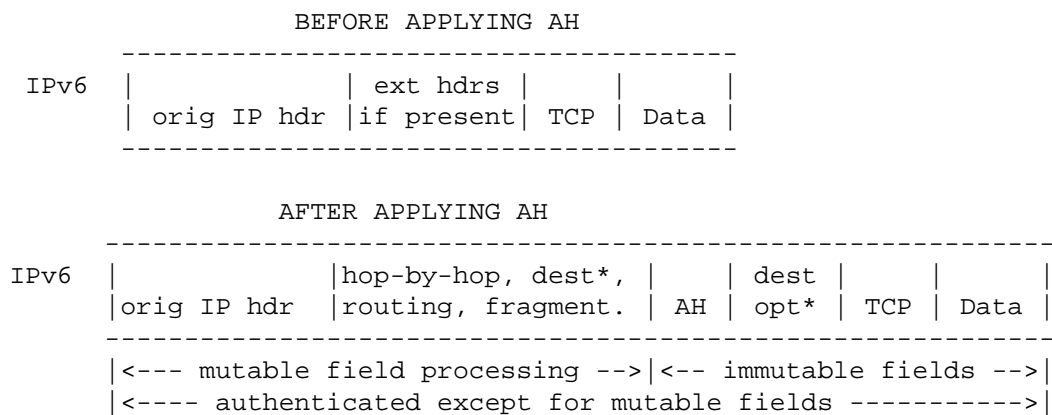 BEFORE APPLYING AH
---------------------------------------
IPv6 | | ext hdrs | | |
| orig IP hdr |if present| TCP | Data |
---------------------------------------
AFTER APPLYING AH
------------------------------------------------------------
IPv6 | |hop-by-hop, dest*, | | dest | | |
|orig IP hdr |routing, fragment. | AH | opt* | TCP | Data |
------------------------------------------------------------
|<--- mutable field processing -->|<-- immutable fields -->|
|<---- authenticated except for mutable fields ----------->|